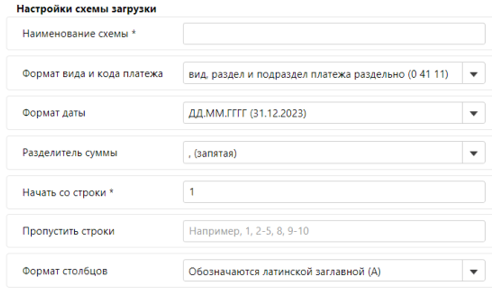 Настройки схемы загрузки
Наименование схемы *
Формат вида и кода платежа вид, раздел и подраздел платежа раздельно (0 41 11)
Формат даты ДД.ММ.ГГГГ (31.12.2023)
Разделитель суммы , (запятая)
Начать со строки * 1
Пропустить строки Например, 1, 2-5, 8, 9-10
Формат столбцов Обозначаются латинской заглавной (A)